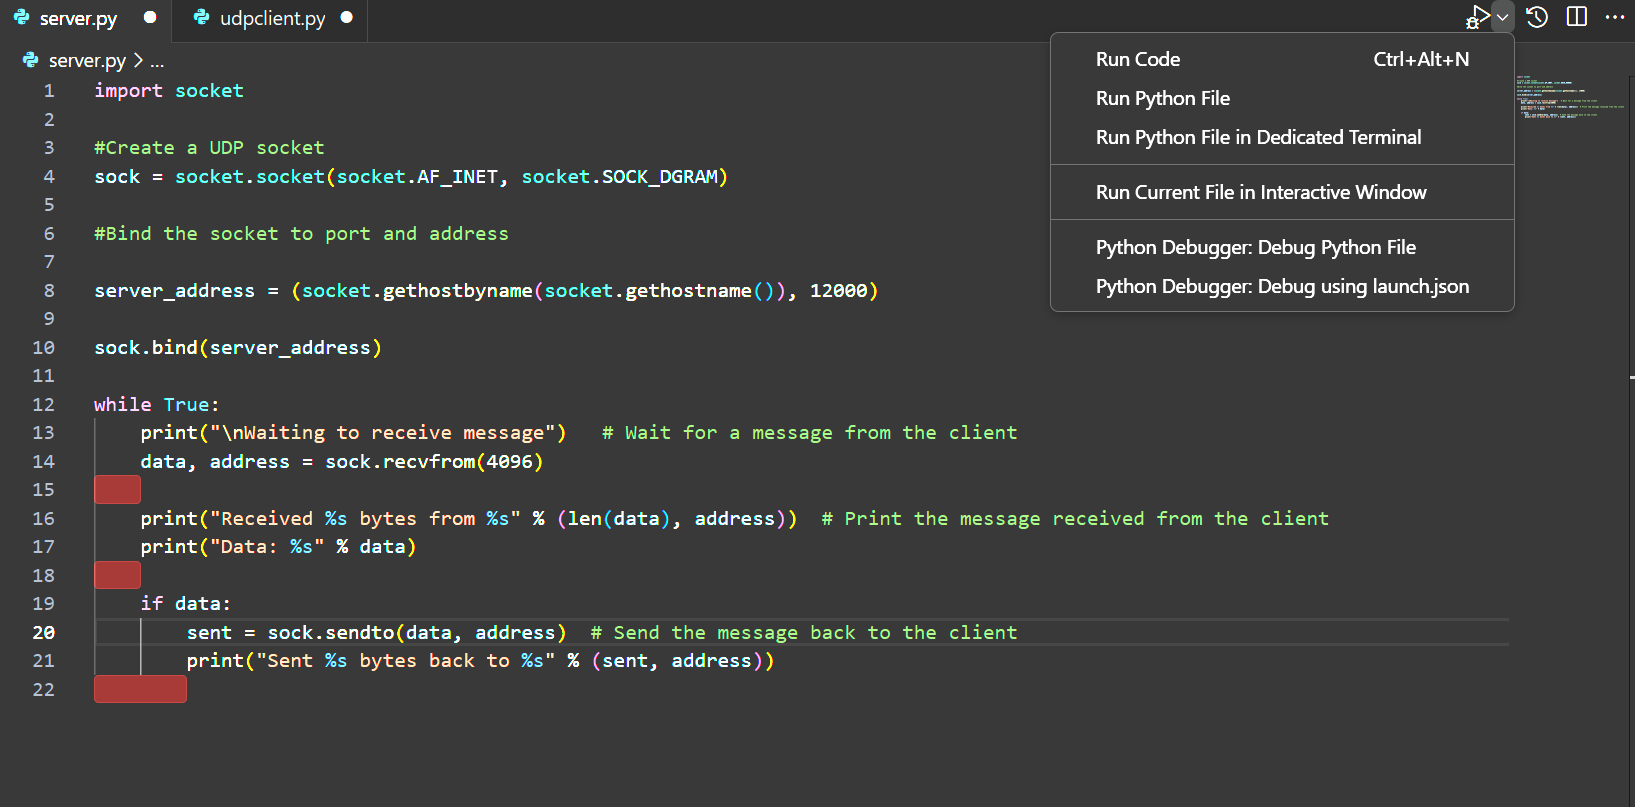 server.py
udpclient.py
server.py > ...
1 import socket
2
3 #Create a UDP socket
4 sock = socket.socket(socket.AF_INET, socket.SOCK_DGRAM)
5
6 #Bind the socket to port and address
7
8 server_address = (socket.gethostbyname(socket.gethostname()), 12000)
9
10 sock.bind(server_address)
11
12 while True:
13     print("\nWaiting to receive message")   # Wait for a message from the client
14     data, address = sock.recvfrom(4096)
15
16     print("Received %s bytes from %s" % (len(data), address))  # Print the message received from the client
17     print("Data: %s" % data)
18
19     if data:
20         sent = sock.sendto(data, address)  # Send the message back to the client
21         print("Sent %s bytes back to %s" % (sent, address))
22
Run Code Ctrl+Alt+N
Run Python File
Run Python File in Dedicated Terminal
Run Current File in Interactive Window
Python Debugger: Debug Python File
Python Debugger: Debug using launch.json